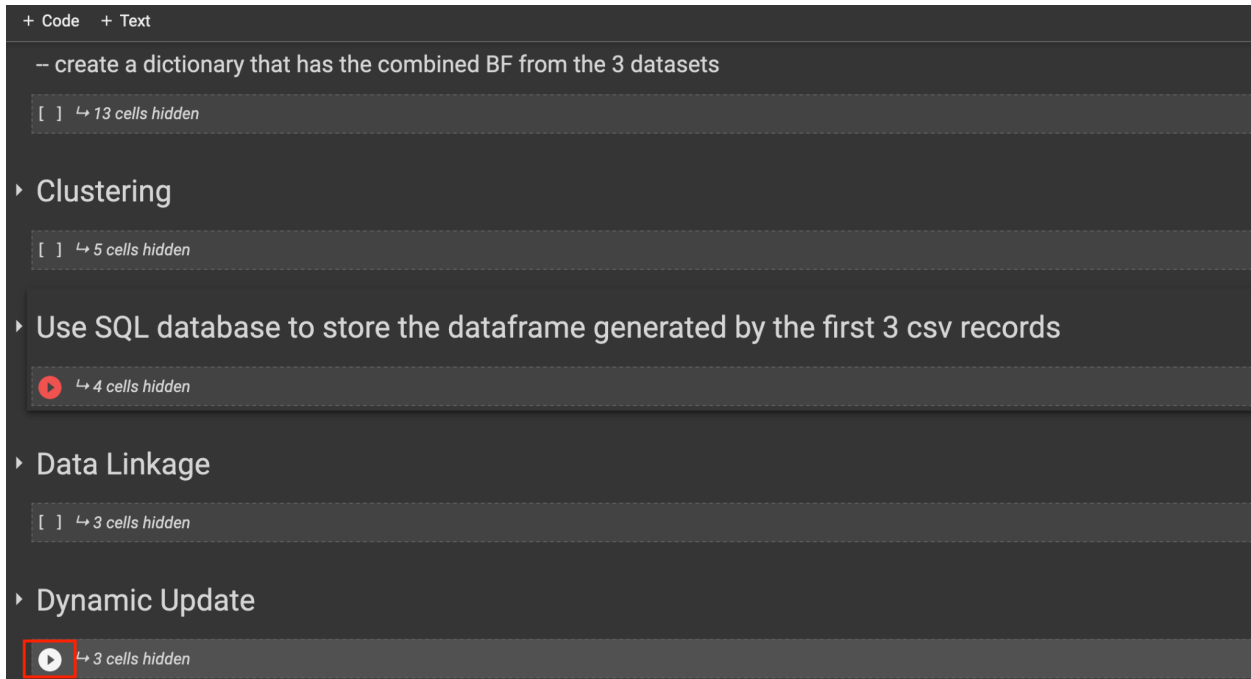 + Code + Text
-- create a dictionary that has the combined BF from the 3 datasets
[ ] ↳ 13 cells hidden
Clustering
[ ] ↳ 5 cells hidden
Use SQL database to store the dataframe generated by the first 3 csv records
↳ 4 cells hidden
Data Linkage
[ ] ↳ 3 cells hidden
Dynamic Update
↳ 3 cells hidden